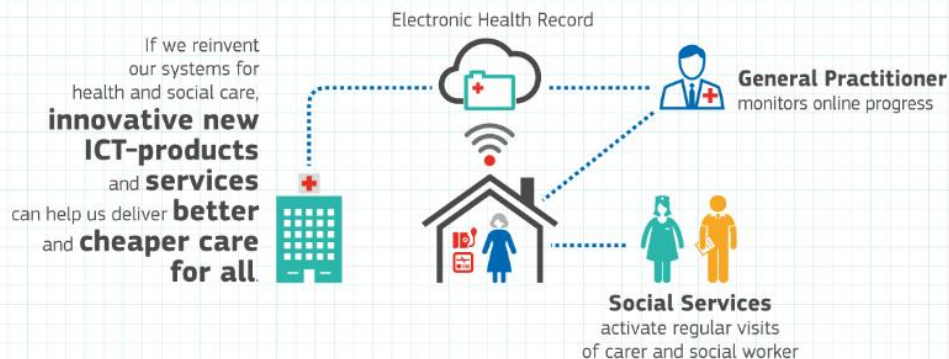 Electronic Health Record
If we reinvent
our systems for
health and social care,
innovative new
ICT-products
and services
can help us deliver better
and cheaper care
for all.
General Practitioner
monitors online progress
Social Services
activate regular visits
of carer and social worker